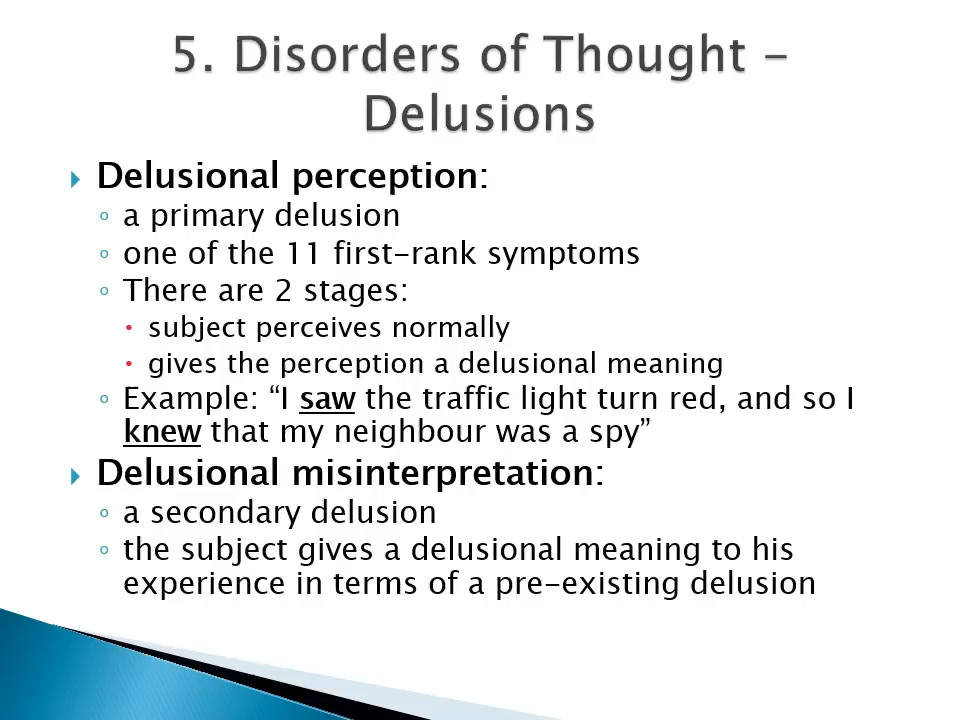 5. Disorders of Thought –
Delusions
Delusional perception:
a primary delusion
one of the 11 first-rank symptoms
There are 2 stages:
subject perceives normally
gives the perception a delusional meaning
Example: “I saw the traffic light turn red, and so I
knew that my neighbour was a spy”
Delusional misinterpretation:
a secondary delusion
the subject gives a delusional meaning to his
experience in terms of a pre-existing delusion